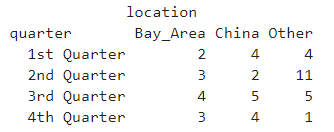 location
quarter Bay_Area China Other
1st Quarter 2 4 4
2nd Quarter 3 2 11
3rd Quarter 4 5 5
4th Quarter 3 4 1